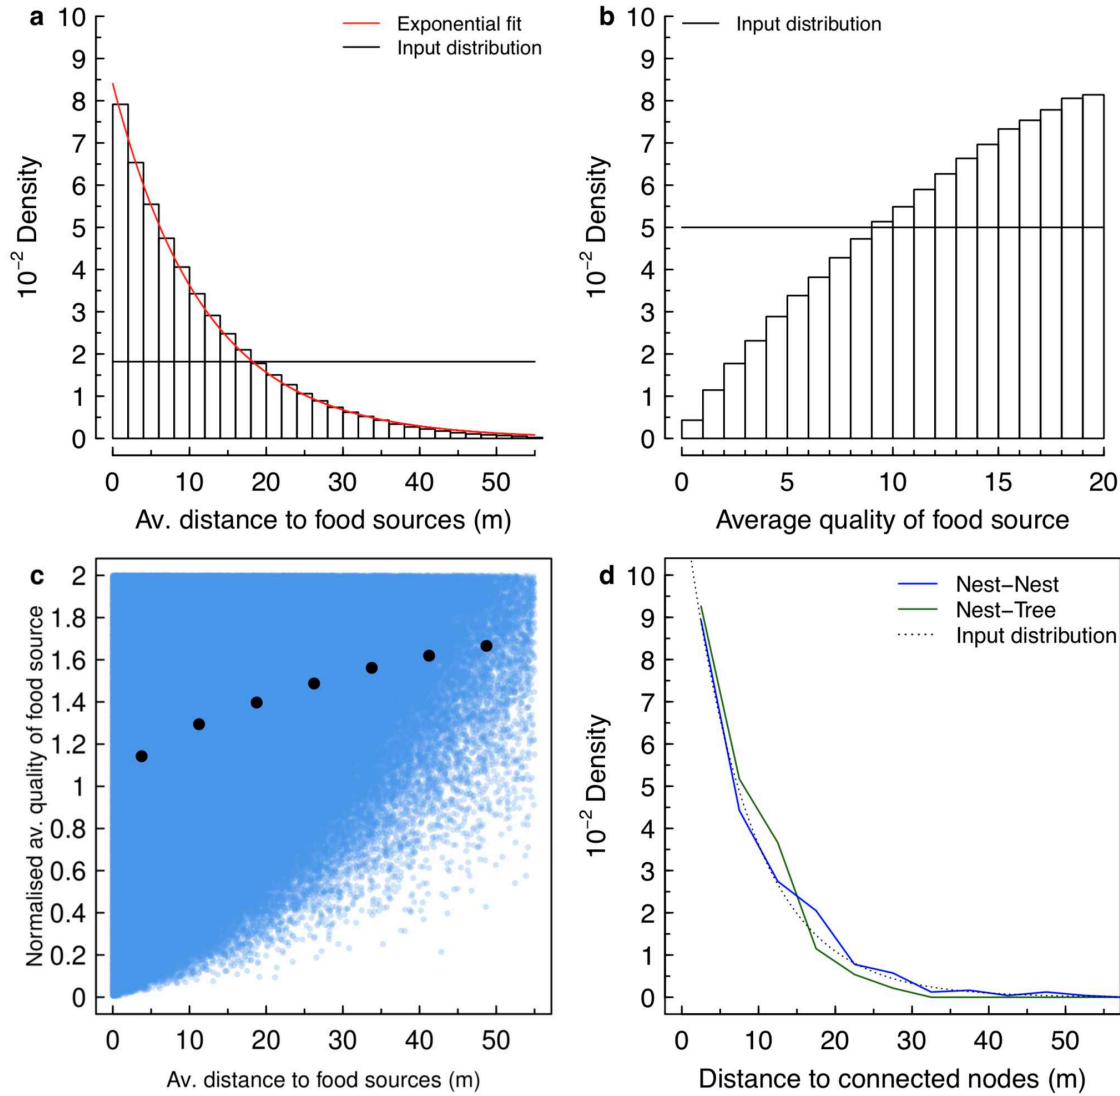 a
Exponential fit
Input distribution
10
9
8
7
6
5
4
3
2
1
0
10⁻² Density
0 10 20 30 40 50
Av. distance to food sources (m)
b
Input distribution
10
9
8
7
6
5
4
3
2
1
0
10⁻² Density
0 5 10 15 20
Average quality of food source
c
2
1.8
1.6
1.4
1.2
1
0.8
0.6
0.4
0.2
0
Normalised av. quality of food source
0 10 20 30 40 50
Av. distance to food sources (m)
d
Nest–Nest
Nest–Tree
Input distribution
10
9
8
7
6
5
4
3
2
1
0
10⁻² Density
0 10 20 30 40 50
Distance to connected nodes (m)